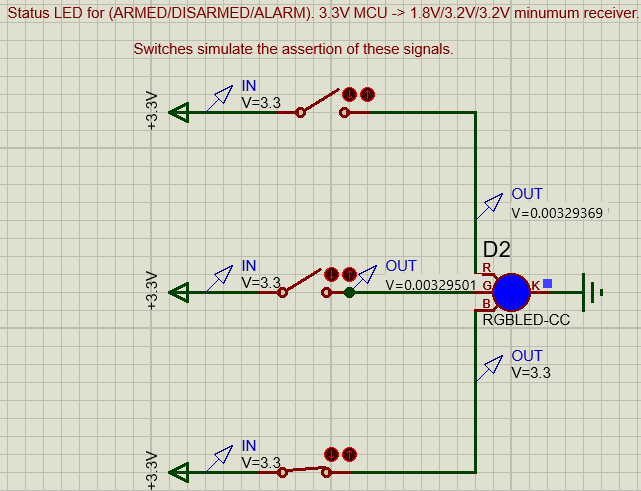 Status LED for (ARMED/DISARMED/ALARM). 3.3V MCU -> 1.8V/3.2V/3.2V minumum receiver.
Switches simulate the assertion of these signals.
+3.3V
IN
V=3.3
OUT
V=0.00329369
+3.3V
IN
V=3.3
OUT
V=0.00329501
D2
R
G
B
K
RGBLED-CC
OUT
V=3.3
+3.3V
IN
V=3.3